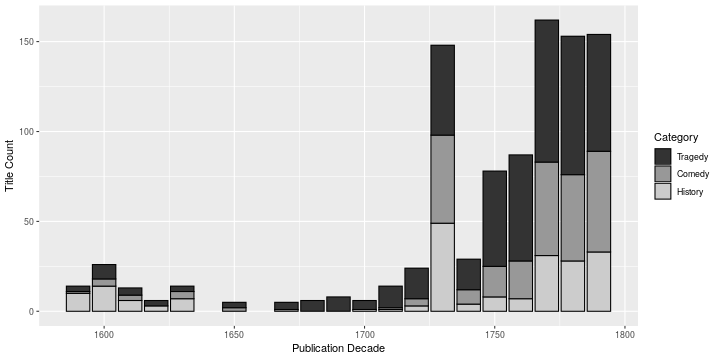 150
100
50
0
Title Count
1600
1650
1700
1750
1800
Publication Decade
Category
Tragedy
Comedy
History